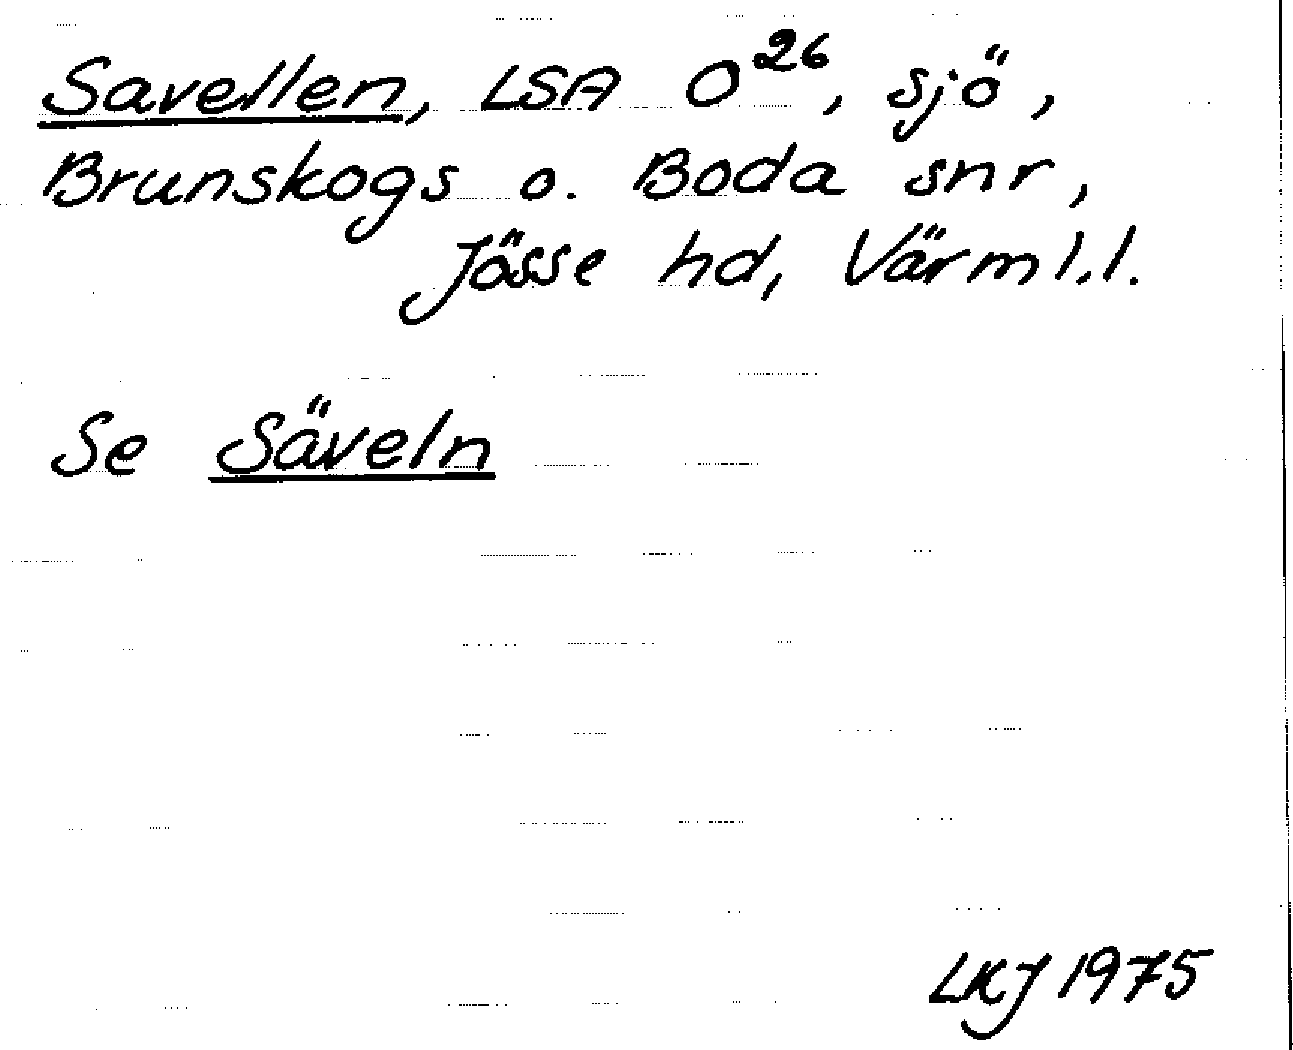 Savellen, LSA O²⁶, sjö,
Brunskogs o. Boda snr,
Jösse hd, Värml.l.
Se Säveln
LKJ 1975